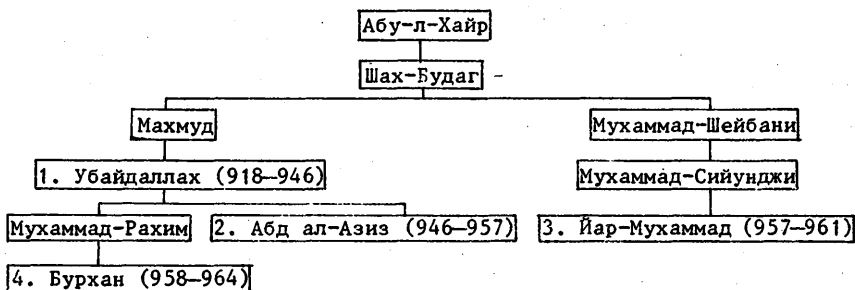 Абу-л-Хайр
Шах-Будаг
Махмуд
Мухаммад-Шейбани
1. Убайдаллах (918—946)
Мухаммад-Сийунджи
Мухаммад-Рахим
2. Абд ал-Азиз (946—957)
3. Йар-Мухаммад (957—961)
4. Бурхан (958—964)